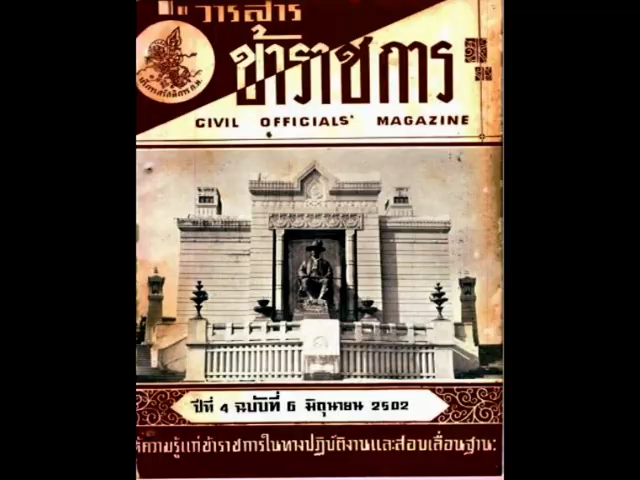 วารสาร
ข้าราชการ
CIVIL OFFICIALS' MAGAZINE
ปีที่ 4 ฉบับที่ 6 มิถุนายน 2502
ความรู้แก่ข้าราชการในทางปฏิบัติงานและสอบเลื่อนฐานะ